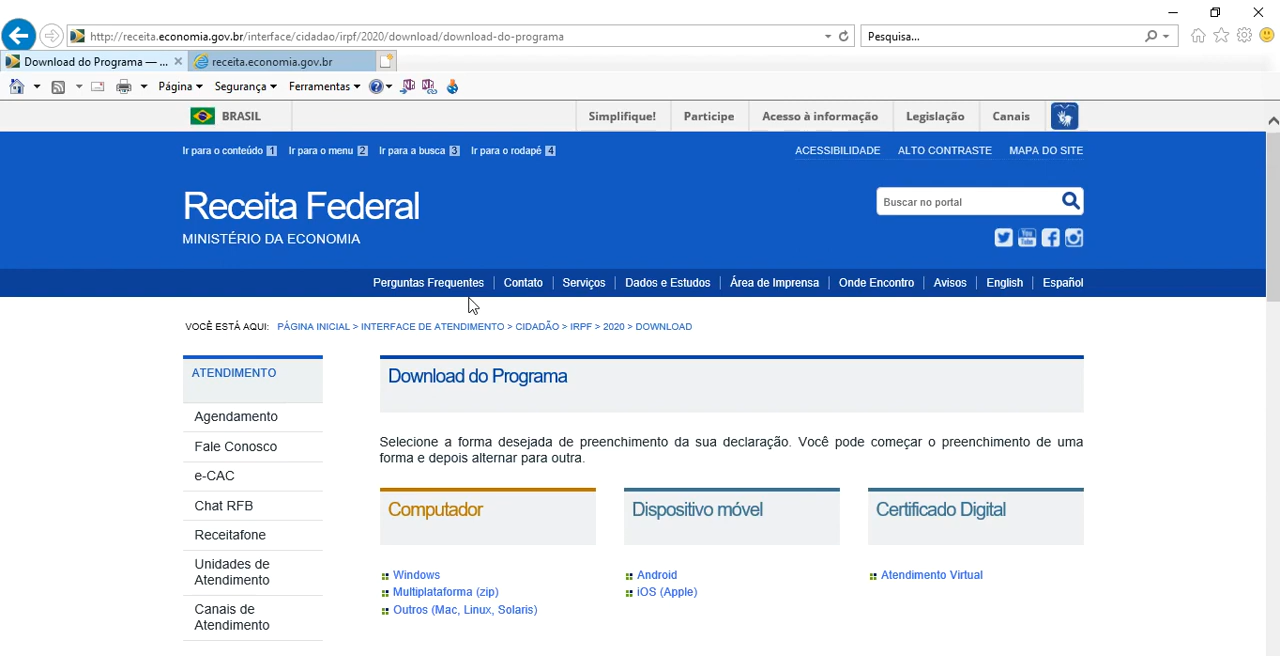 http://receita.economia.gov.br/interface/cidadao/irpf/2020/download/download-do-programa
Pesquisa...
Download do Programa — ...
receita.economia.gov.br
Página
Segurança
Ferramentas
BRASIL
Simplifique!
Participe
Acesso à informação
Legislação
Canais
Ir para o conteúdo 1
Ir para o menu 2
Ir para a busca 3
Ir para o rodapé 4
ACESSIBILIDADE
ALTO CONTRASTE
MAPA DO SITE
Receita Federal
MINISTÉRIO DA ECONOMIA
Buscar no portal
Perguntas Frequentes
Contato
Serviços
Dados e Estudos
Área de Imprensa
Onde Encontro
Avisos
English
Español
VOCÊ ESTÁ AQUI: PÁGINA INICIAL > INTERFACE DE ATENDIMENTO > CIDADÃO > IRPF > 2020 > DOWNLOAD
ATENDIMENTO
Agendamento
Fale Conosco
e-CAC
Chat RFB
Receitafone
Unidades de
Atendimento
Canais de
Atendimento
Download do Programa
Selecione a forma desejada de preenchimento da sua declaração. Você pode começar o preenchimento de uma
forma e depois alternar para outra.
Computador
Windows
Multiplataforma (zip)
Outros (Mac, Linux, Solaris)
Dispositivo móvel
Android
iOS (Apple)
Certificado Digital
Atendimento Virtual